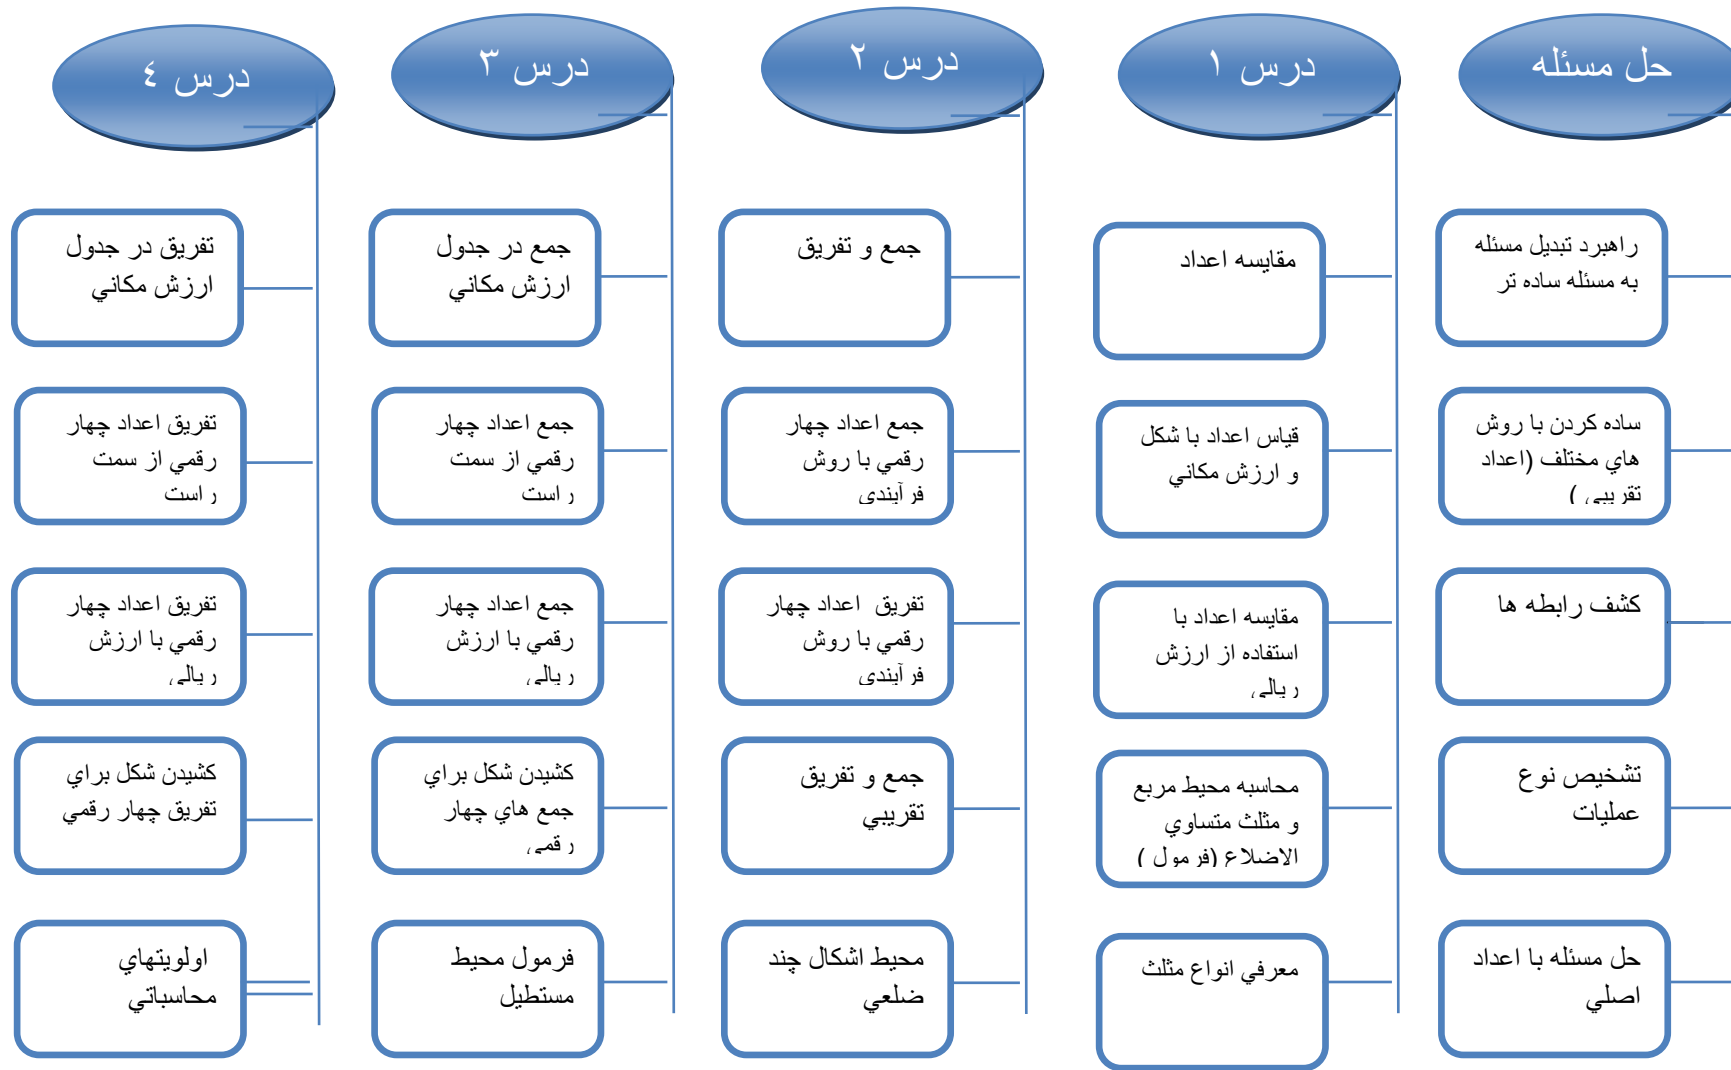 حل مسئله
راهبرد تبديل مسئله
به مسئله ساده تر
ساده كردن با روش
هاي مختلف (اعداد
تقريبي )
كشف رابطه ها
تشخيص نوع
عمليات
حل مسئله با اعداد
اصلي
درس ۱
مقايسه اعداد
قياس اعداد با شكل
و ارزش مكاني
مقايسه اعداد با
استفاده از ارزش
ريالي
محاسبه محيط مربع
و مثلث متساوي
الاضلاع (فرمول )
معرفي انواع مثلث
درس ۲
جمع و تفريق
جمع اعداد چهار
رقمي با روش
فرآيندي
تفريق اعداد چهار
رقمي با روش
فرآيندي
جمع و تفريق
تقريبي
محيط اشكال چند
ضلعي
درس ۳
جمع در جدول
ارزش مكاني
جمع اعداد چهار
رقمي از سمت
راست
جمع اعداد چهار
رقمي با ارزش
ريالي
كشيدن شكل براي
جمع هاي چهار
رقمي
فرمول محيط
مستطيل
درس ٤
تفريق در جدول
ارزش مكاني
تفريق اعداد چهار
رقمي از سمت
راست
تفريق اعداد چهار
رقمي با ارزش
ريالي
كشيدن شكل براي
تفريق چهار رقمي
اولويتهاي
محاسباتي